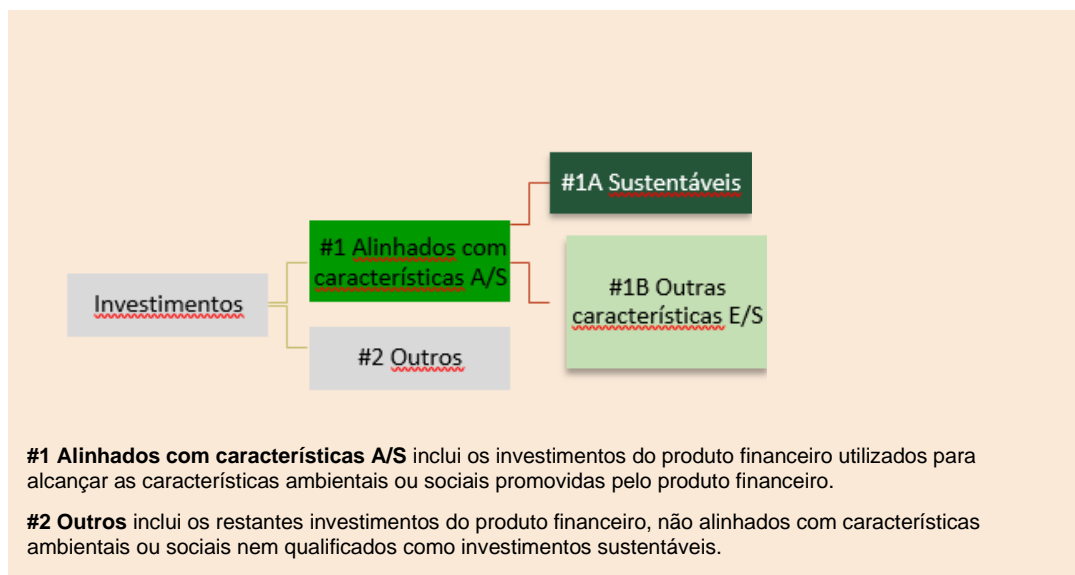 #1A Sustentáveis
#1 Alinhados com
características A/S
#1B Outras
características E/S
Investimentos
#2 Outros
#1 Alinhados com características A/S inclui os investimentos do produto financeiro utilizados para
alcançar as características ambientais ou sociais promovidas pelo produto financeiro.
#2 Outros inclui os restantes investimentos do produto financeiro, não alinhados com características
ambientais ou sociais nem qualificados como investimentos sustentáveis.